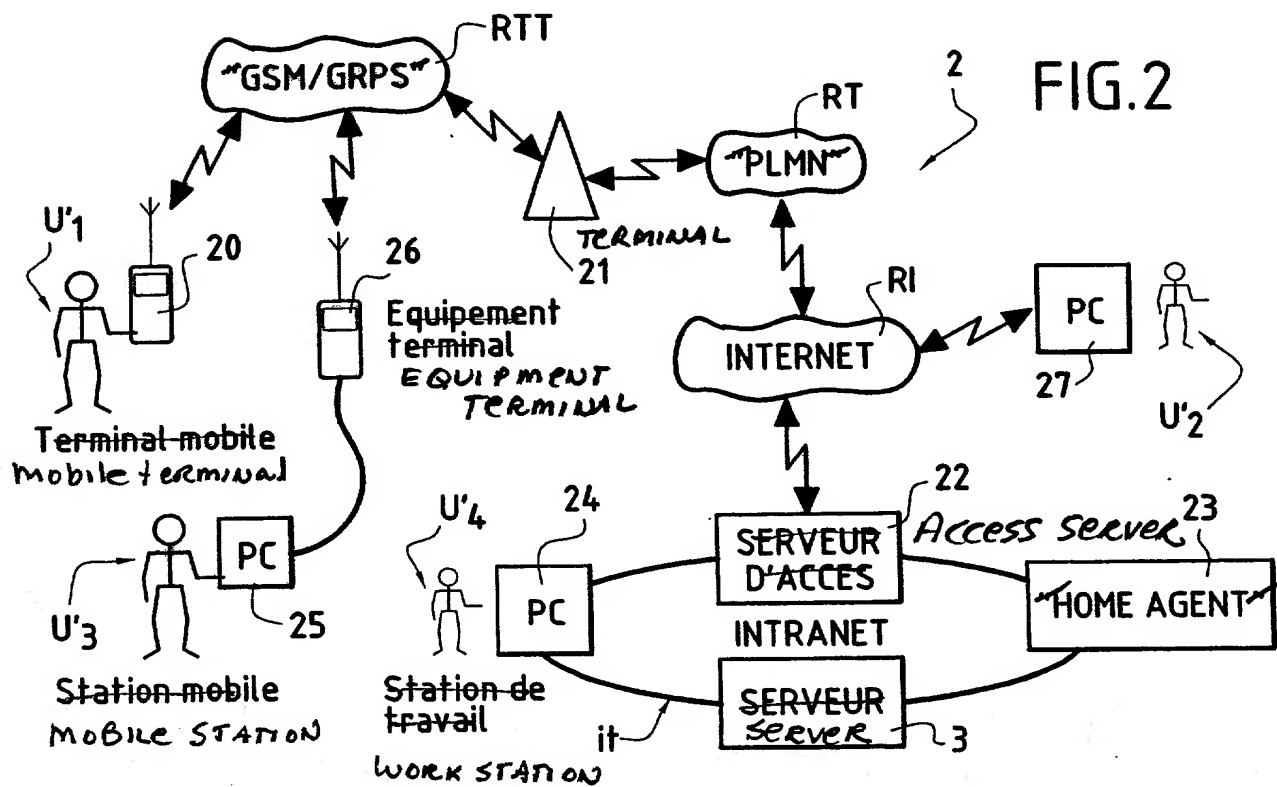 RTT
"GSM/GRPS"
2
FIG.2
RT
"PLMN"
U'1
20
26
TERMINAL
21
RI
Equipement
terminal
EQUIPMENT
TERMINAL
INTERNET
PC
27
U'2
Terminal mobile
mobile terminal
U'3
PC
25
U'4
24
PC
22
SERVEUR
D'ACCES
Access Server
23
"HOME AGENT"
INTRANET
Station mobile
MOBILE STATION
Station de
travail
WORK STATION
it
SERVEUR
SERVER
3